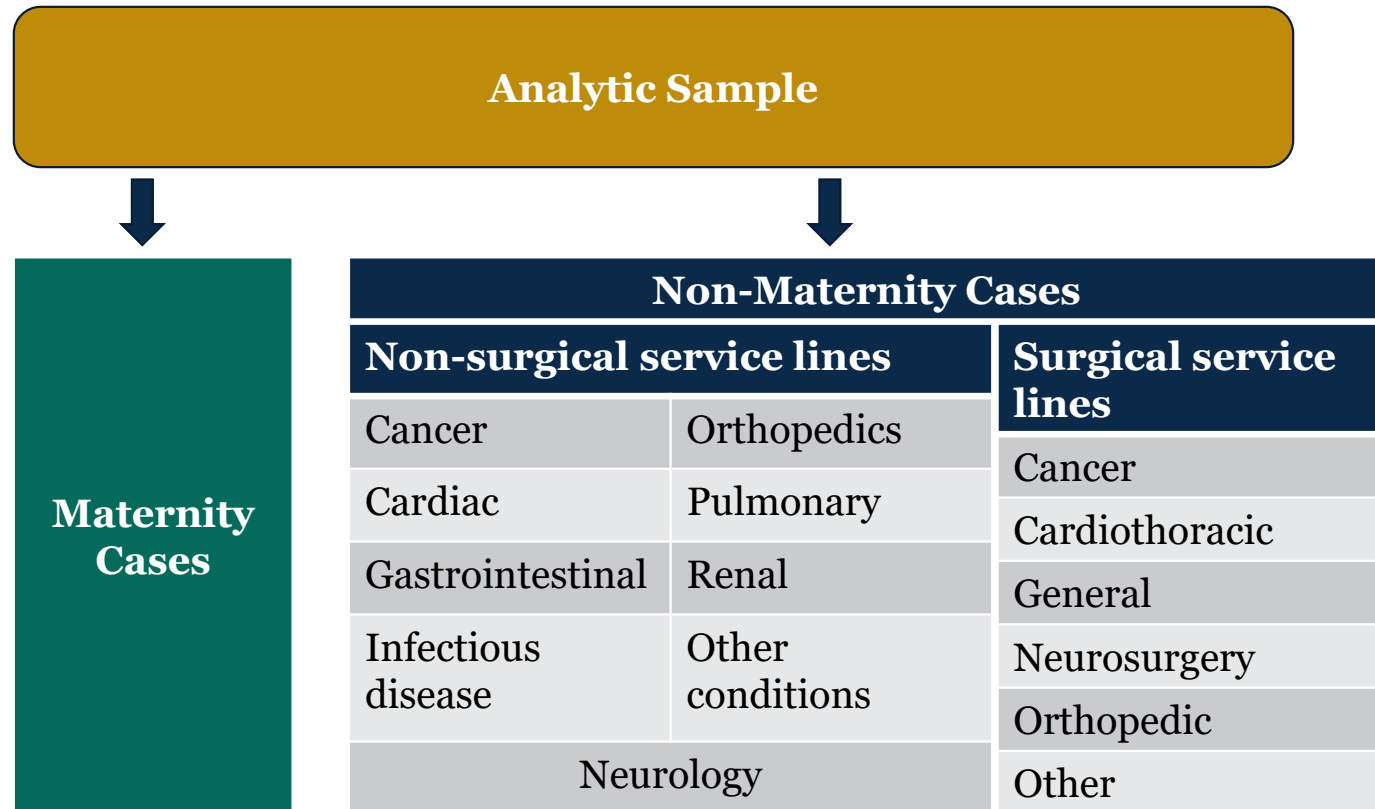 Analytic Sample
Maternity
Cases
Non-Maternity Cases
Non-surgical service lines
Cancer
Orthopedics
Cardiac
Pulmonary
Gastrointestinal
Renal
Infectious
disease
Other
conditions
Neurology
Surgical service
lines
Cancer
Cardiothoracic
General
Neurosurgery
Orthopedic
Other